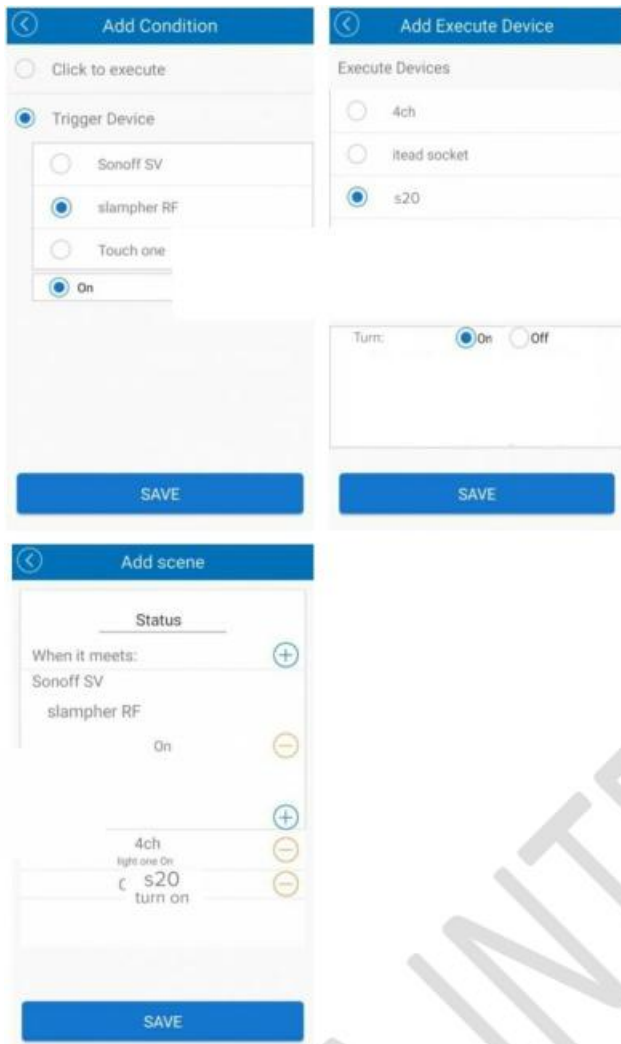 Add Condition
Click to execute
Trigger Device
Sonoff SV
slampher RF
Touch one
On
SAVE
Add Execute Device
Execute Devices
4ch
itead socket
s20
Turn: On Off
SAVE
Add scene
Status
When it meets:
Sonoff SV
slampher RF
On
4ch
light one On
s20
turn on
SAVE